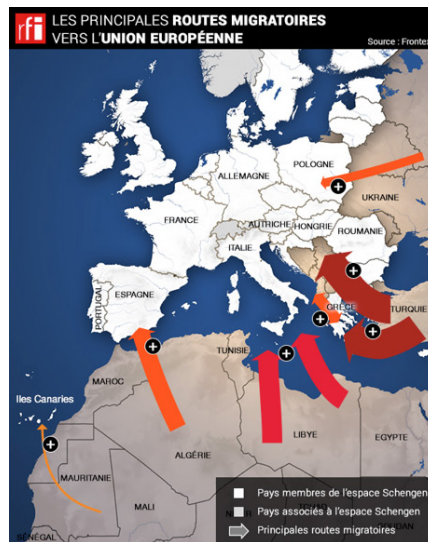 rfi
LES PRINCIPALES ROUTES MIGRATOIRES
VERS L'UNION EUROPÉENNE
Source : Frontex
POLOGNE
ALLEMAGNE
UKRAINE
FRANCE
AUTRICHE
HONGRIE
ROUMANIE
ITALIE
PORTUGAL
ESPAGNE
GRÈCE
TURQUIE
TUNISIE
MAROC
Iles Canaries
ALGÉRIE
LIBYE
EGYPTE
MAURITANIE
MALI
SÉNÉGAL
Pays membres de l'espace Schengen
Pays associés à l'espace Schengen
Principales routes migratoires